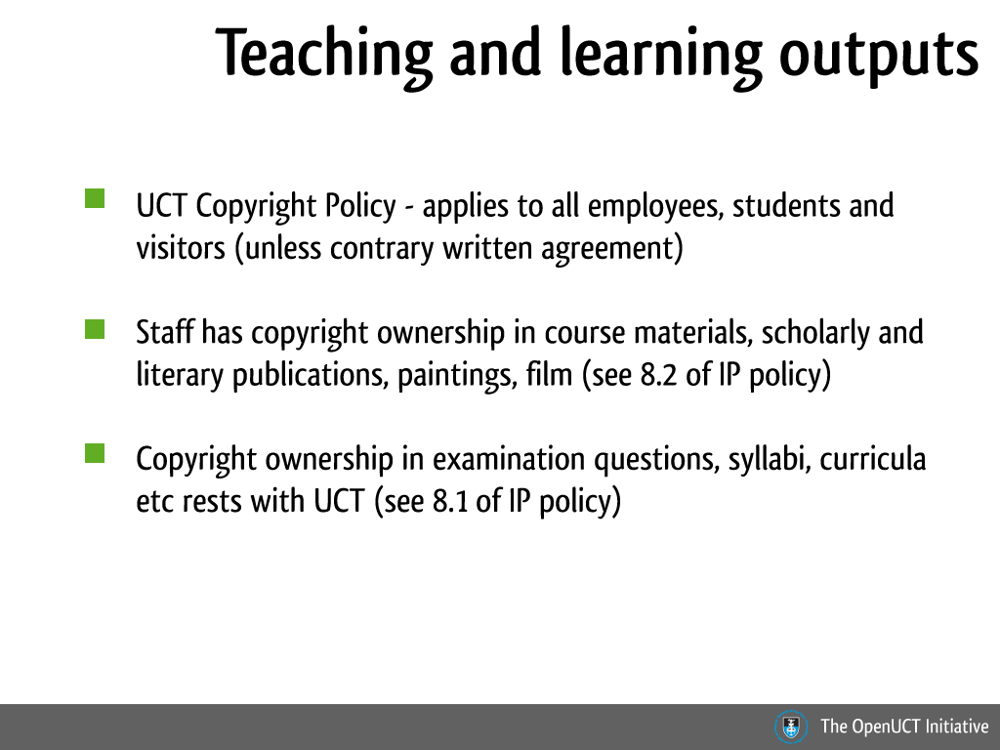 Teaching and learning outputs
UCT Copyright Policy - applies to all employees, students and
visitors (unless contrary written agreement)
Staff has copyright ownership in course materials, scholarly and
literary publications, paintings, film (see 8.2 of IP policy)
Copyright ownership in examination questions, syllabi, curricula
etc rests with UCT (see 8.1 of IP policy)
The OpenUCT Initiative